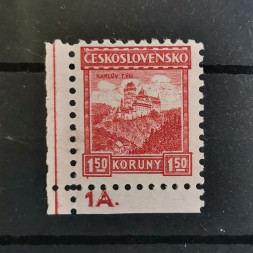 ČESKOSLOVENSKO
KARLŮV TÝN
1.50 KORUNY 1.50
1A.